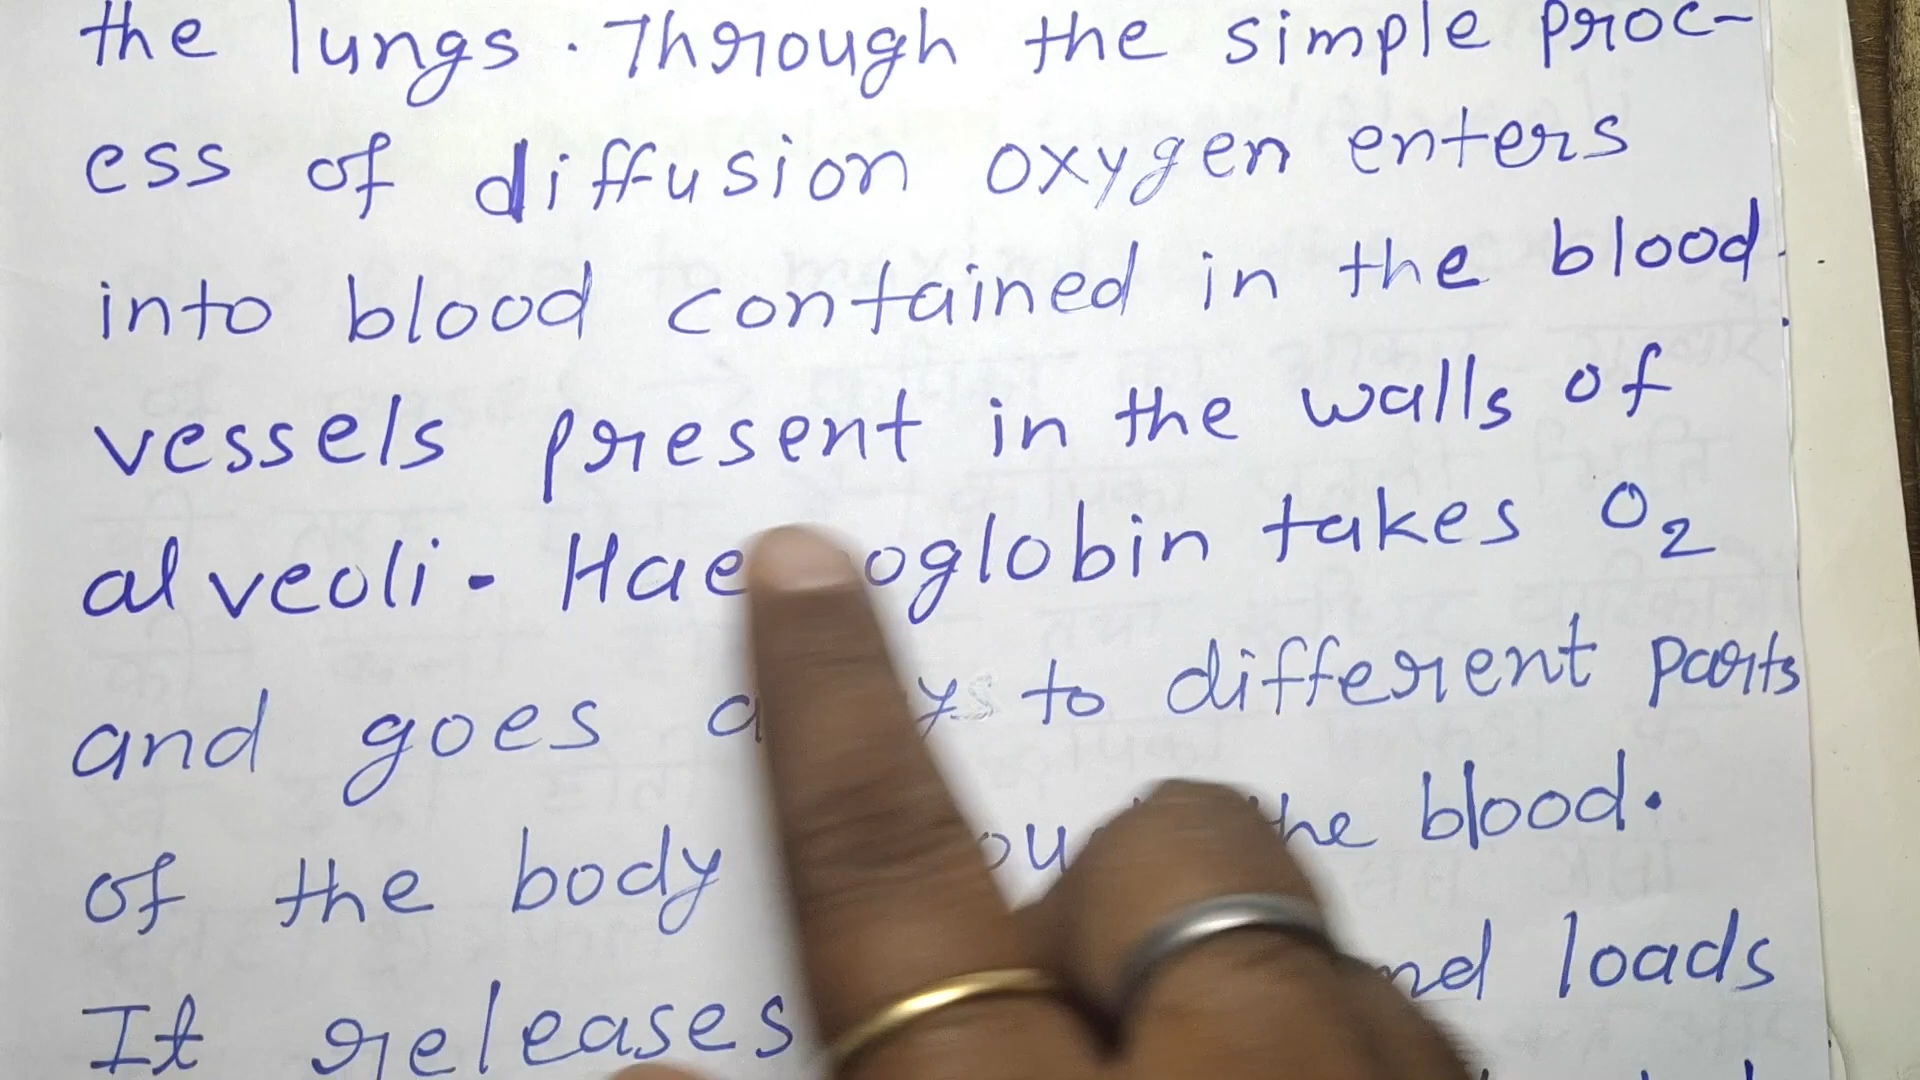 the lungs. Through the simple proc-
ess of diffusion oxygen enters
into blood contained in the blood
vessels present in the walls of
alveoli. Haemoglobin takes O2
and goes to different parts
of the body the blood.
It releases and loads